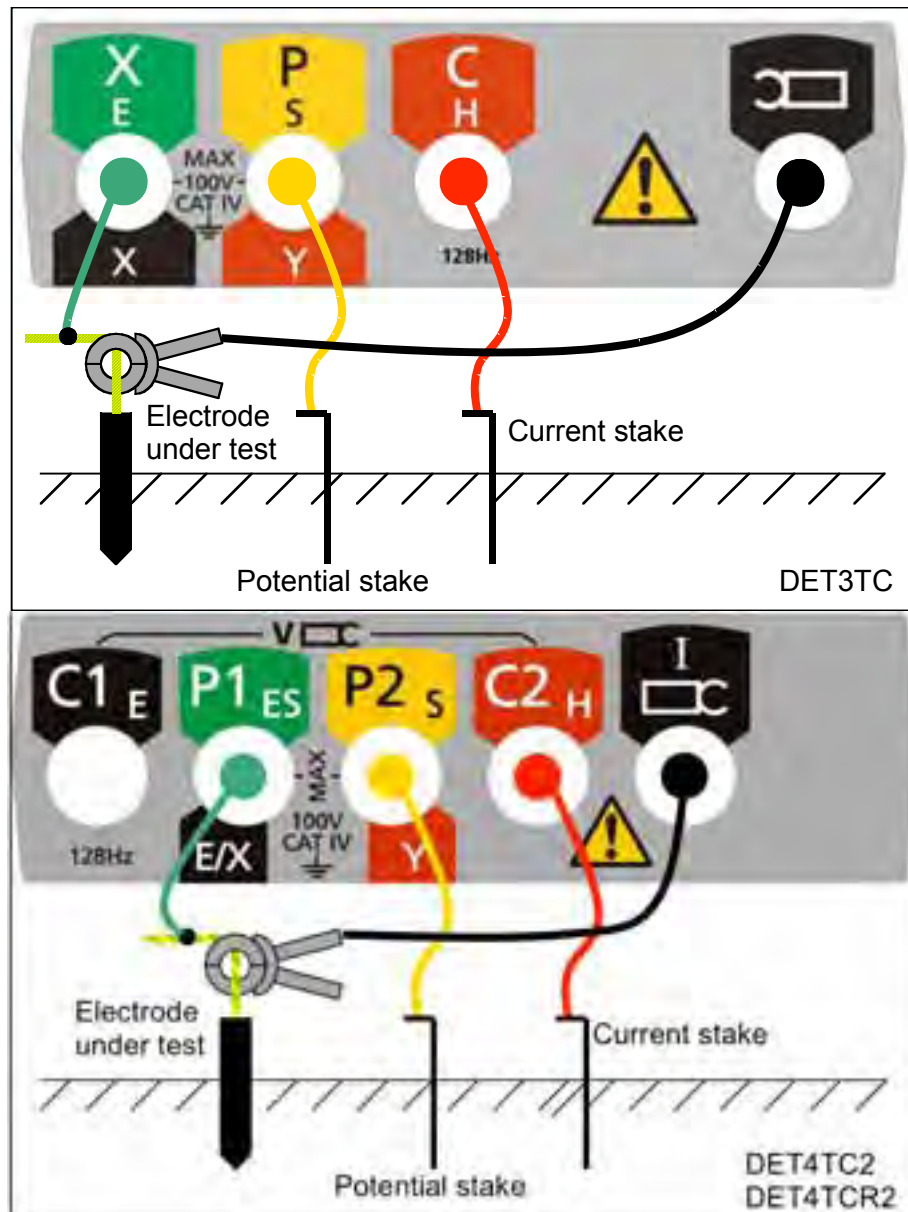 X
E
P
S
C
H
MAX
100V
CAT IV
X
Y
128Hz
Electrode
under test
Current stake
Potential stake
DET3TC
V
C1 E
P1 ES
P2 S
C2 H
I
MAX
100V
CAT IV
128Hz
E/X
Y
Electrode
under test
Current stake
Potential stake
DET4TC2
DET4TCR2